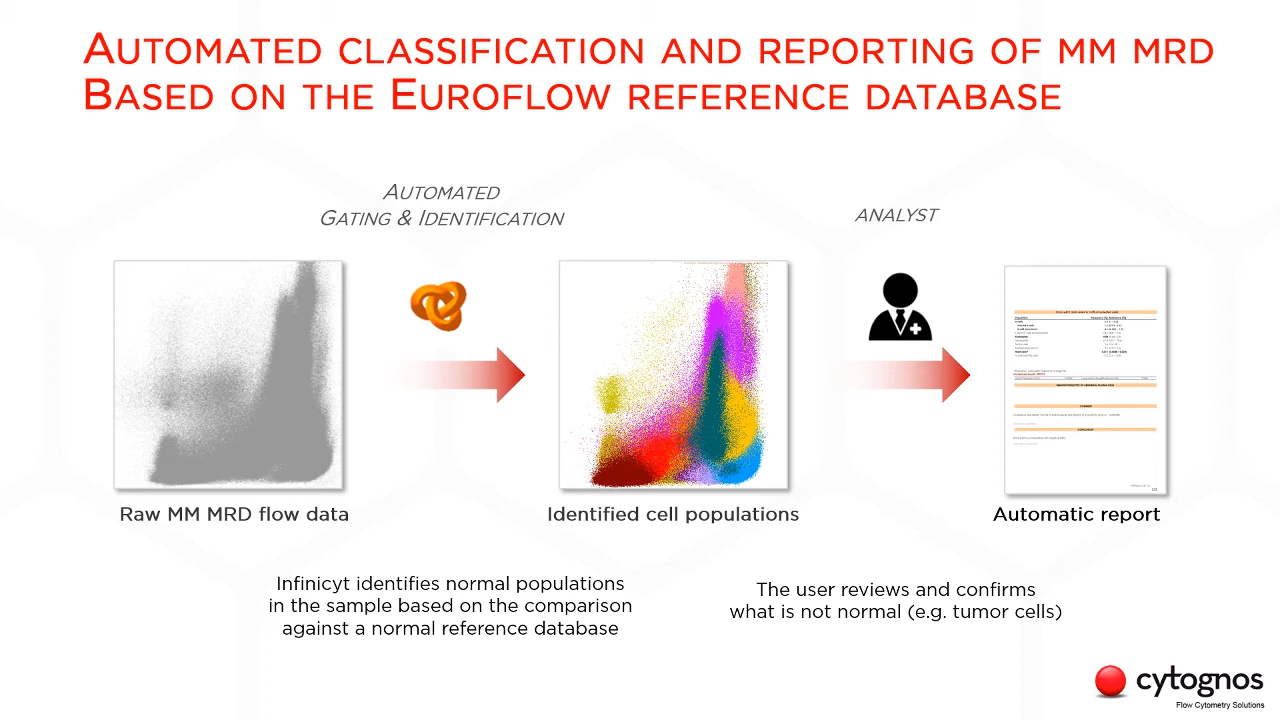 AUTOMATED CLASSIFICATION AND REPORTING OF MM MRD
BASED ON THE EUROFLOW REFERENCE DATABASE
AUTOMATED
GATING & IDENTIFICATION
ANALYST
Raw MM MRD flow data
Identified cell populations
Automatic report
Infinicyt identifies normal populations
in the sample based on the comparison
against a normal reference database
The user reviews and confirms
what is not normal (e.g. tumor cells)
cytognos
Flow Cytometry Solutions